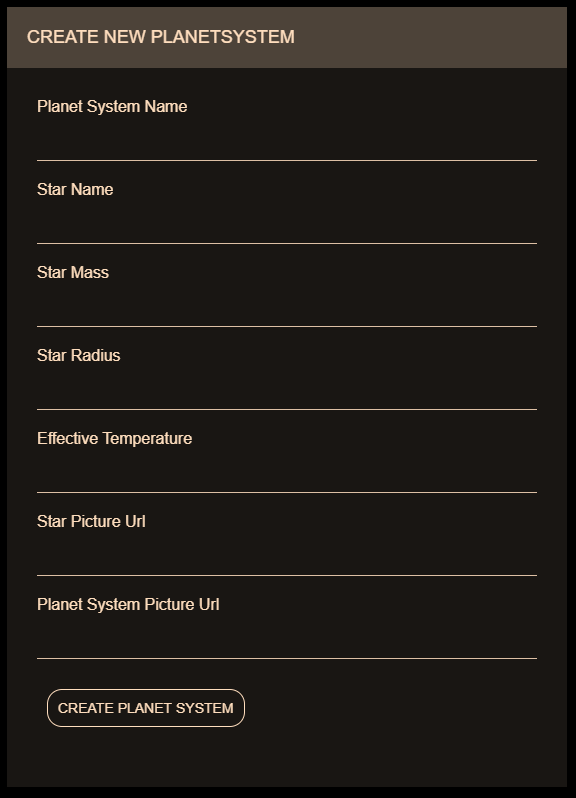 CREATE NEW PLANETSYSTEM
Planet System Name
Star Name
Star Mass
Star Radius
Effective Temperature
Star Picture Url
Planet System Picture Url
CREATE PLANET SYSTEM